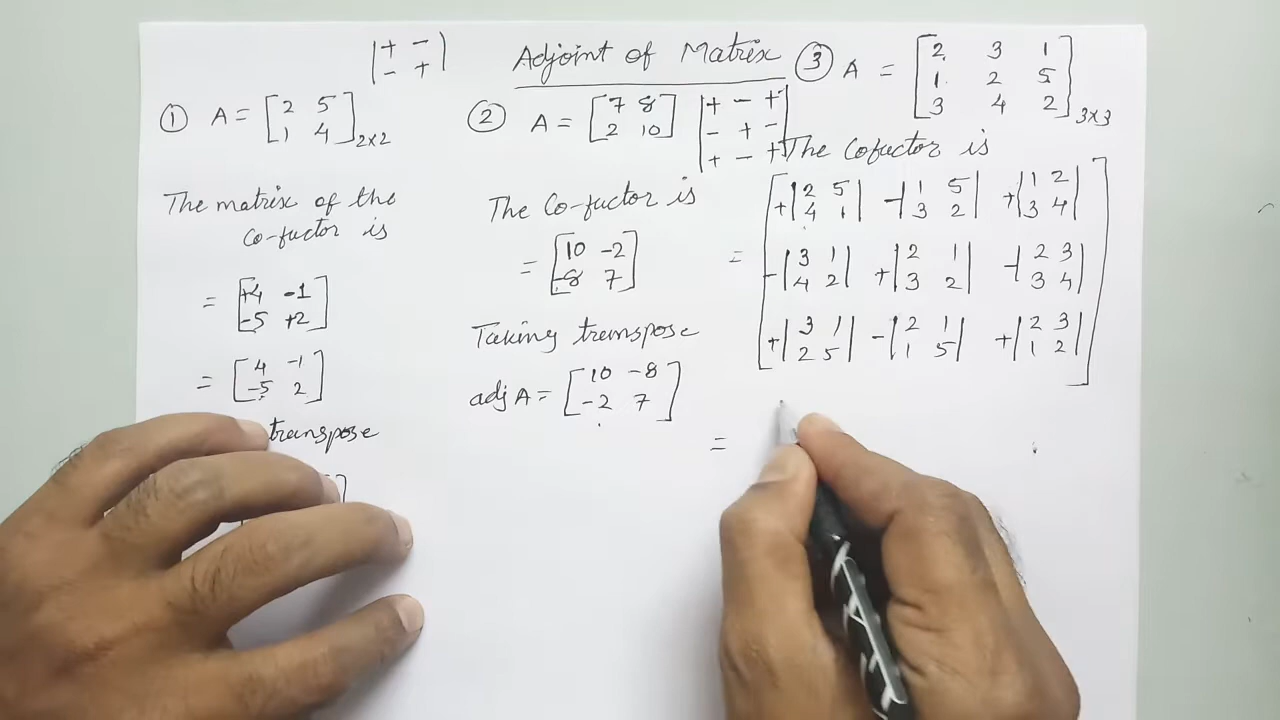 Adjoint of Matrix
| + - |
| - + |
① A = [2 5
1 4] 2x2
The matrix of the
co-factor is
= [+4 -1
-5 +2]
= [4 -1
-5 2]
transpose
② A = [7 8
2 10]
| + - + |
| - + - |
| + - + |
The Co-factor is
= [10 -2
-8 7]
Taking transpose
adj A = [10 -8
-2 7]
③ A = [2 3 1
1 2 5
3 4 2] 3x3
The Cofactor is
= [+|2 5| -|1 5| +|1 2|
|4 1| |3 2| |3 4|
-|3 1| +|2 1| -|2 3|
|4 2| |3 2| |3 4|
+|3 1| -|2 1| +|2 3|
|2 5| |1 5| |1 2|]
=